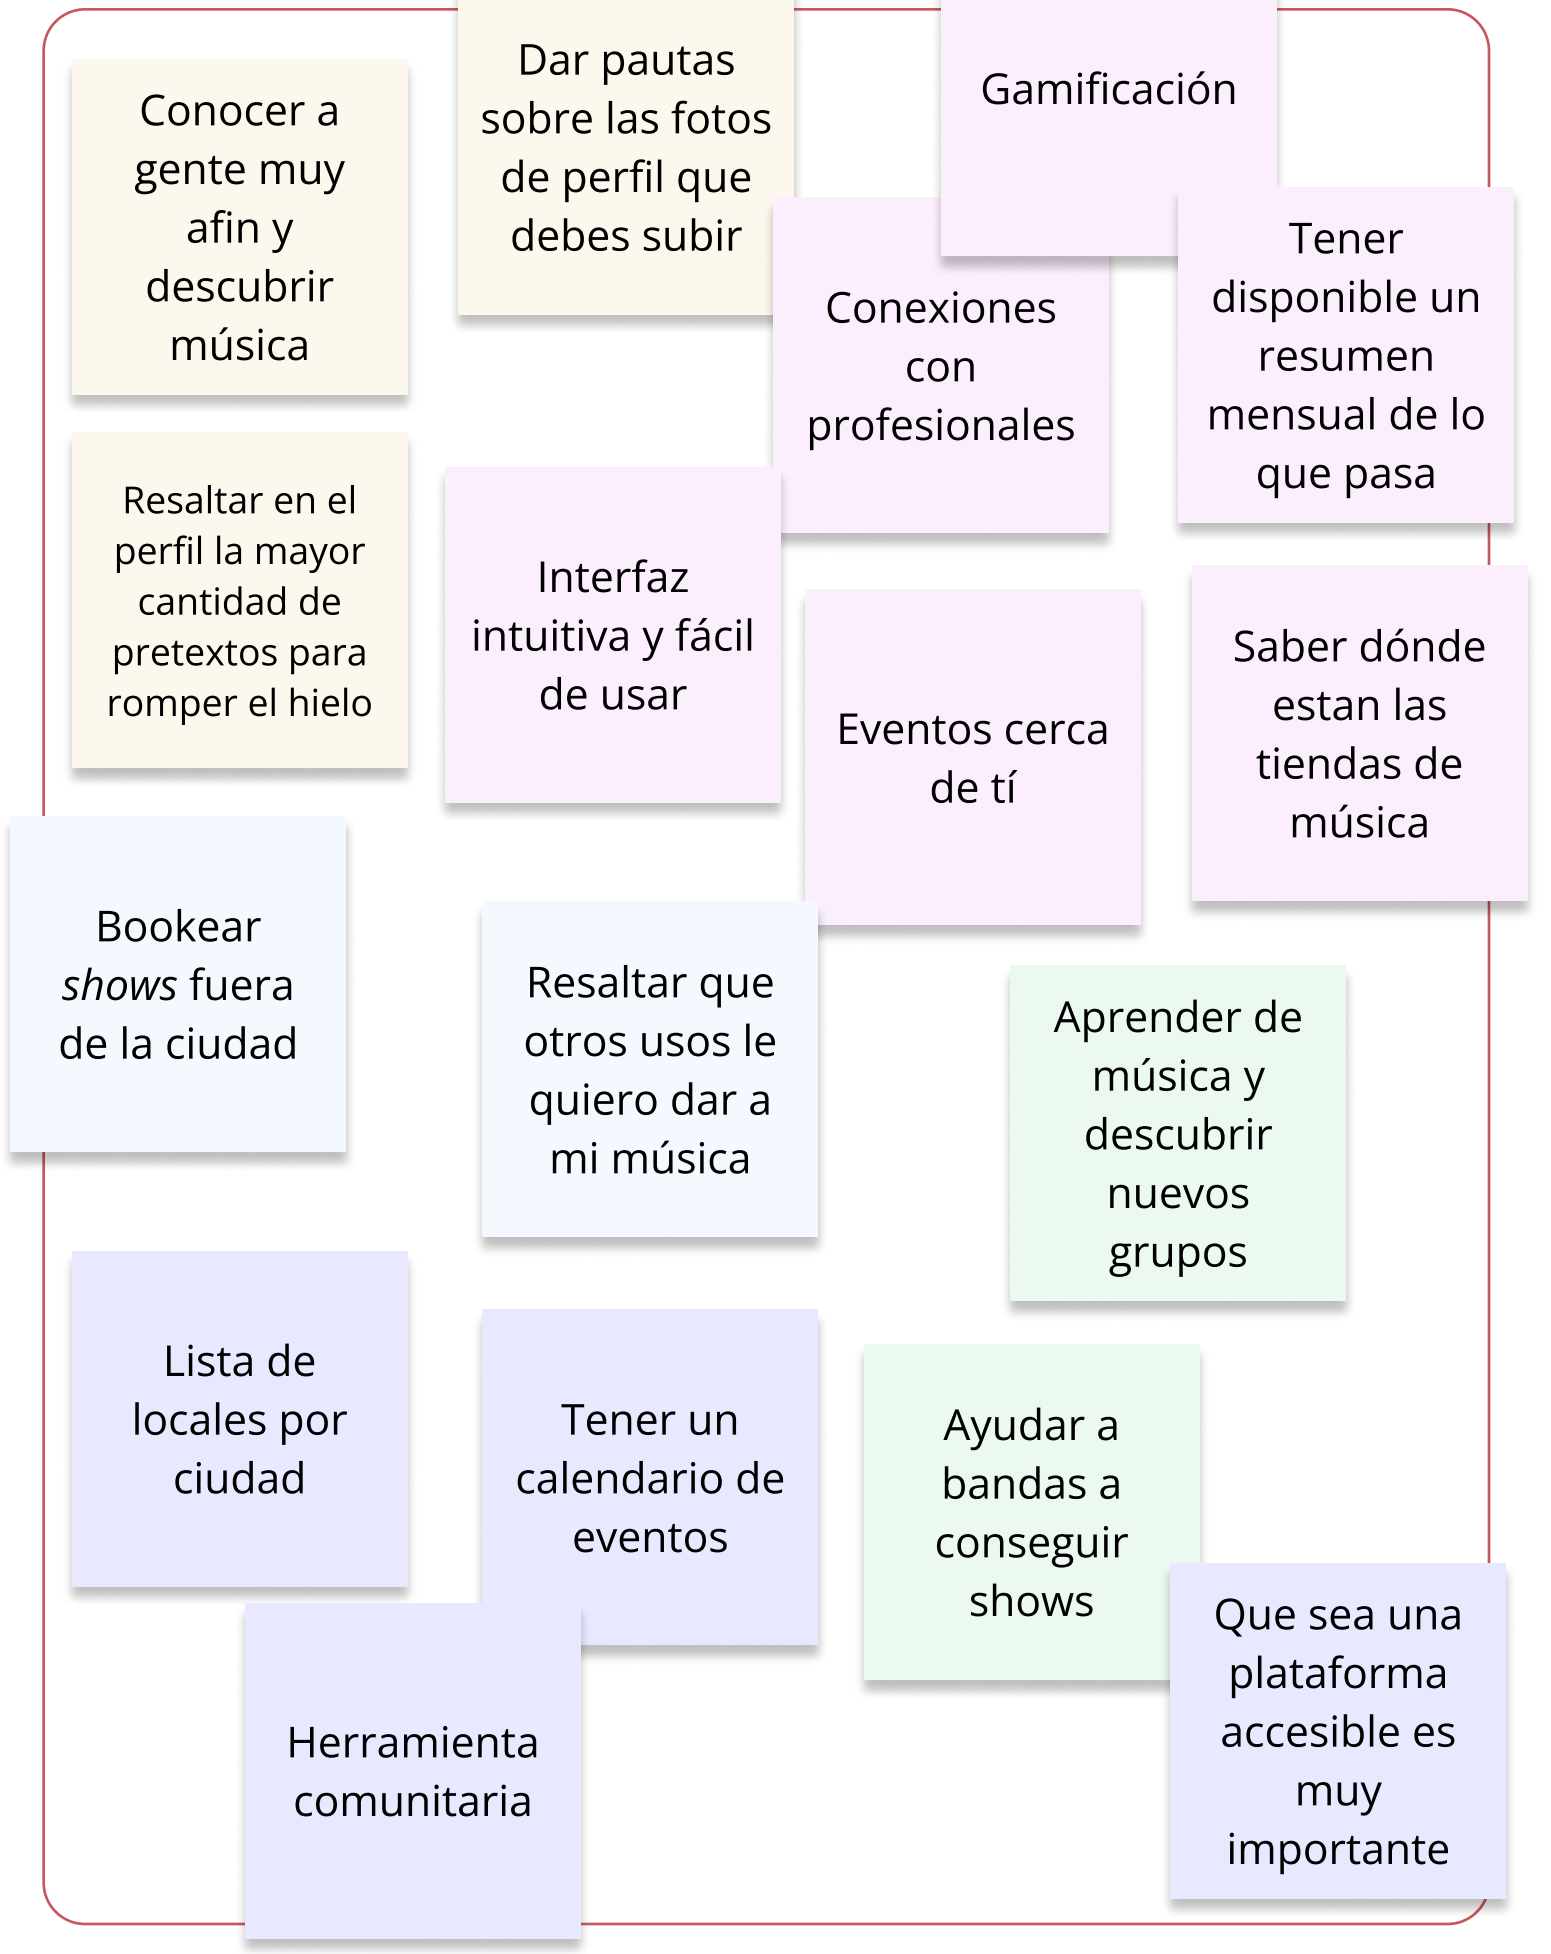 Conocer a
gente muy
afin y
descubrir
música
Dar pautas
sobre las fotos
de perfil que
debes subir
Gamificación
Conexiones
con
profesionales
Tener
disponible un
resumen
mensual de lo
que pasa
Resaltar en el
perfil la mayor
cantidad de
pretextos para
romper el hielo
Interfaz
intuitiva y fácil
de usar
Eventos cerca
de tí
Saber dónde
estan las
tiendas de
música
Bookear
shows fuera
de la ciudad
Resaltar que
otros usos le
quiero dar a
mi música
Aprender de
música y
descubrir
nuevos
grupos
Lista de
locales por
ciudad
Tener un
calendario de
eventos
Ayudar a
bandas a
conseguir
shows
Herramienta
comunitaria
Que sea una
plataforma
accesible es
muy
importante